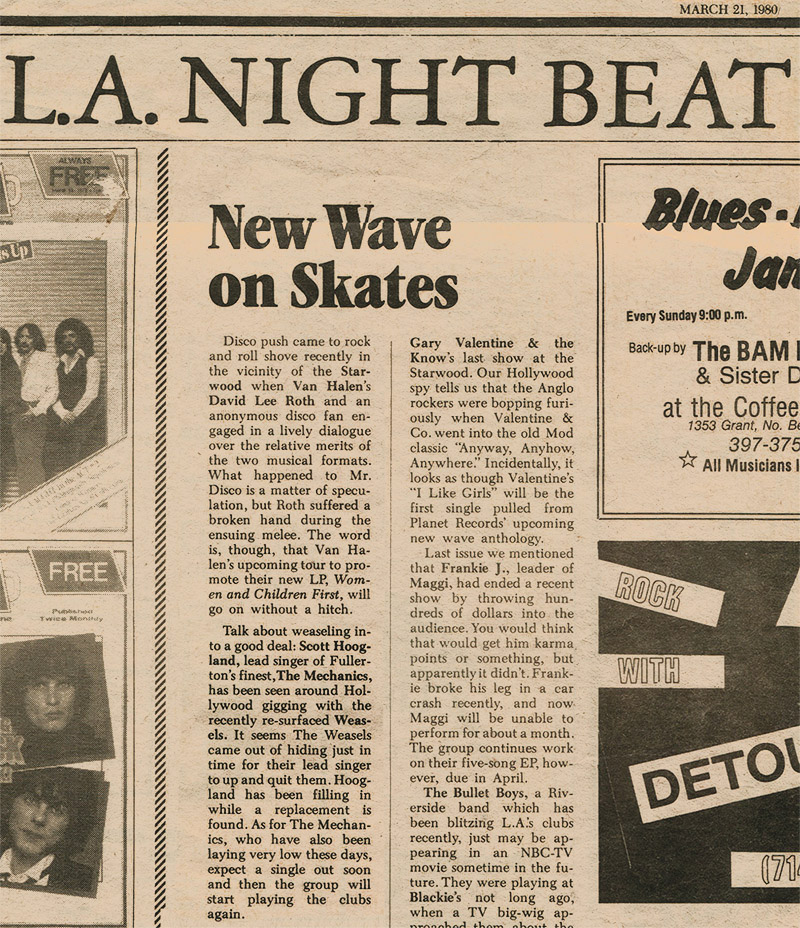 MARCH 21, 1980
L.A. NIGHT BEAT
ALWAYS
FREE
s Up
FREE
Published
Twice Monthly
New Wave
on Skates
Disco push came to rock
and roll shove recently in
the vicinity of the Star-
wood when Van Halen's
David Lee Roth and an
anonymous disco fan en-
gaged in a lively dialogue
over the relative merits of
the two musical formats.
What happened to Mr.
Disco is a matter of specu-
lation, but Roth suffered a
broken hand during the
ensuing melee. The word
is, though, that Van Ha-
len's upcoming tour to pro-
mote their new LP, Wom-
en and Children First, will
go on without a hitch.
Talk about weaseling in-
to a good deal: Scott Hoog-
land, lead singer of Fuller-
ton's finest,The Mechanics,
has been seen around Hol-
lywood gigging with the
recently re-surfaced Weas-
els. It seems The Weasels
came out of hiding just in
time for their lead singer
to up and quit them. Hoog-
land has been filling in
while a replacement is
found. As for The Mechan-
ics, who have also been
laying very low these days,
expect a single out soon
and then the group will
start playing the clubs
again.
Gary Valentine & the
Know's last show at the
Starwood. Our Hollywood
spy tells us that the Anglo
rockers were bopping furi-
ously when Valentine &
Co. went into the old Mod
classic "Anyway, Anyhow,
Anywhere." Incidentally, it
looks as though Valentine's
"I Like Girls" will be the
first single pulled from
Planet Records' upcoming
new wave anthology.
Last issue we mentioned
that Frankie J., leader of
Maggi, had ended a recent
show by throwing hun-
dreds of dollars into the
audience. You would think
that would get him karma
points or something, but
apparently it didn't. Frank-
ie broke his leg in a car
crash recently, and now
Maggi will be unable to
perform for about a month.
The group continues work
on their five-song EP, how-
ever, due in April.
The Bullet Boys, a Riv-
erside band which has
been blitzing L.A.'s clubs
recently, just may be ap-
pearing in an NBC-TV
movie sometime in the fu-
ture. They were playing at
Blackie's not long ago,
when a TV big-wig ap-
proached them about the
Blues-
Jam
Every Sunday 9:00 p.m.
Back-up by The BAM
& Sister D
at the Coffee
1353 Grant, No. Be
397-375
☆ All Musicians I
ROCK
WITH
DETOU
(714